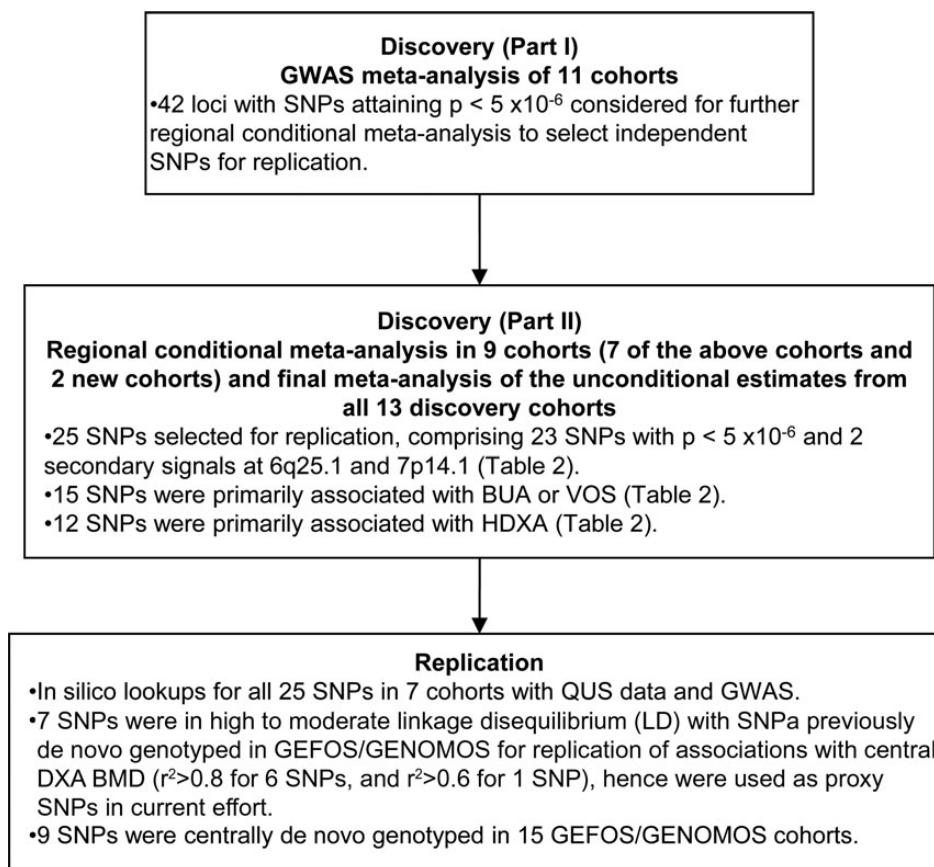 Discovery (Part I)
GWAS meta-analysis of 11 cohorts
•42 loci with SNPs attaining p < 5 x10⁻⁶ considered for further
regional conditional meta-analysis to select independent
SNPs for replication.
Discovery (Part II)
Regional conditional meta-analysis in 9 cohorts (7 of the above cohorts and
2 new cohorts) and final meta-analysis of the unconditional estimates from
all 13 discovery cohorts
•25 SNPs selected for replication, comprising 23 SNPs with p < 5 x10⁻⁶ and 2
secondary signals at 6q25.1 and 7p14.1 (Table 2).
•15 SNPs were primarily associated with BUA or VOS (Table 2).
•12 SNPs were primarily associated with HDXA (Table 2).
Replication
•In silico lookups for all 25 SNPs in 7 cohorts with QUS data and GWAS.
•7 SNPs were in high to moderate linkage disequilibrium (LD) with SNPa previously
de novo genotyped in GEFOS/GENOMOS for replication of associations with central
DXA BMD (r²>0.8 for 6 SNPs, and r²>0.6 for 1 SNP), hence were used as proxy
SNPs in current effort.
•9 SNPs were centrally de novo genotyped in 15 GEFOS/GENOMOS cohorts.